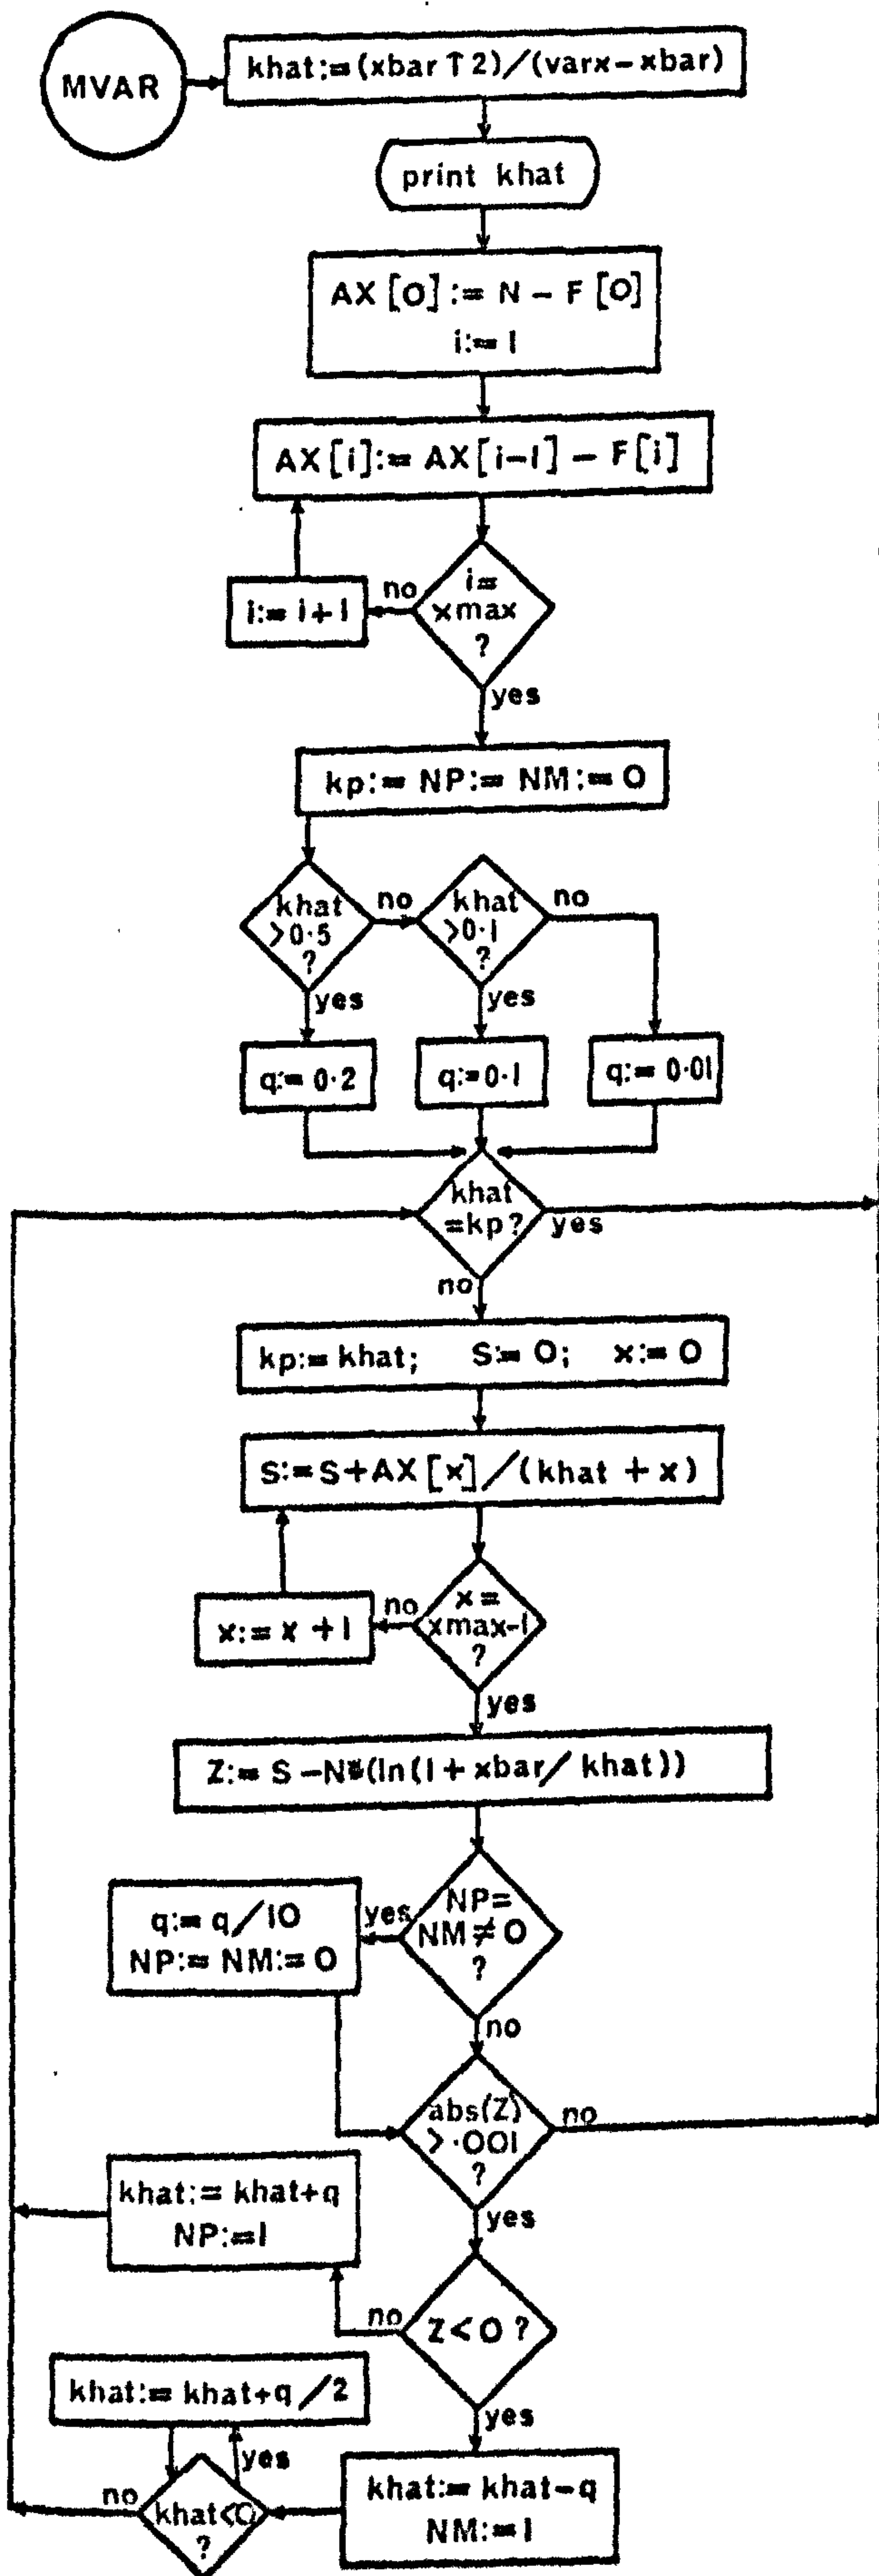 MVAR
khat:=(xbar↑2)/(varx-xbar)
print khat
AX[0]:= N - F[0]
i:= 1
AX[i]:= AX[i-1] - F[i]
i=
xmax
?
no
i:= i+1
yes
kp:= NP:= NM:= 0
khat
>0·5
?
no
khat
>0·1
?
no
yes
yes
q:= 0·2
q:=0·1
q:= 0·01
khat
=kp?
yes
no
kp:= khat; S:= 0; x:= 0
S:= S+AX[x]/(khat + x)
x=
xmax-1
?
no
x:= x +1
yes
Z:= S -N*(ln(1+ xbar/khat))
NP=
NM≠0
?
yes
q:= q/10
NP:= NM:= 0
no
abs(Z)
>·001
?
no
khat:= khat+q
NP:=1
yes
Z<0 ?
no
khat:= khat+q/2
yes
yes
khat:= khat-q
NM:=1
khat<0
?
no